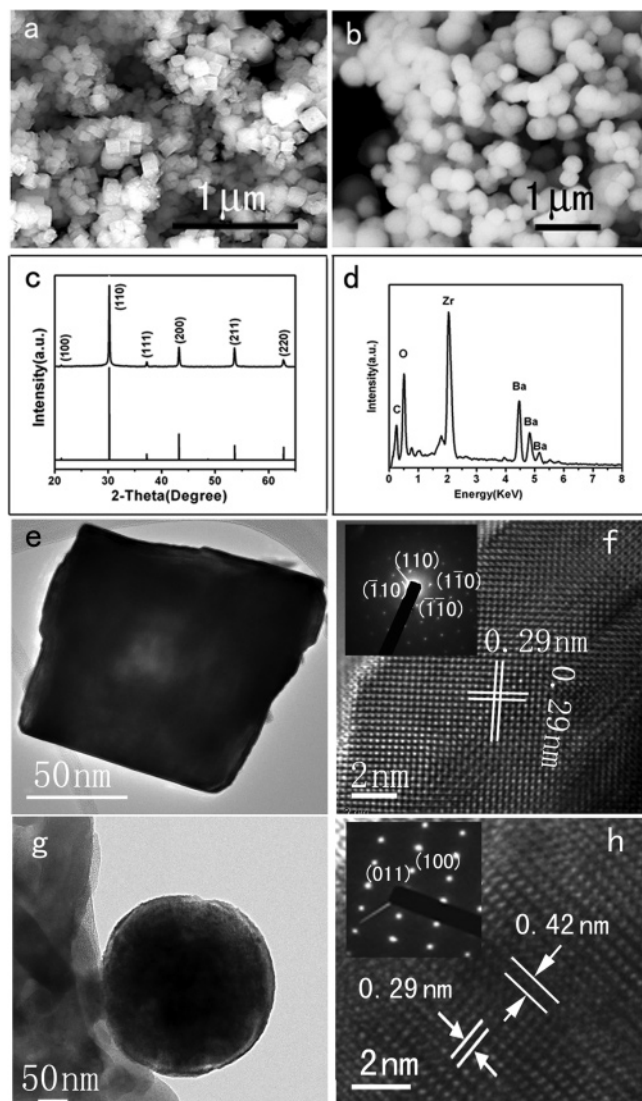 a
1 μm
b
1 μm
c
(100)
(110)
(111)
(200)
(211)
(220)
Intensity(a.u.)
20 30 40 50 60
2-Theta(Degree)
d
Zr
O
C
Ba
Ba
Ba
Intensity(a.u.)
0 1 2 3 4 5 6 7 8
Energy(KeV)
e
50nm
f
(110)
(1̄10)
(11̄0)
(1̄1̄0)
0.29nm
0.29nm
2nm
g
50nm
h
(011)
(100)
0.42 nm
0.29 nm
2nm